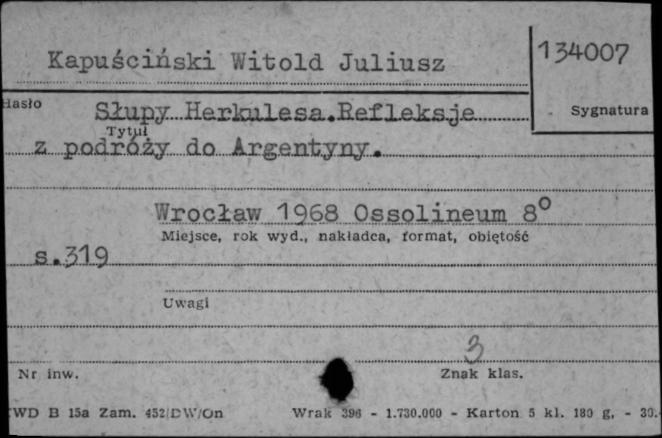 Kapuściński Witold Juliusz
134007
Hasło
Sygnatura
Słupy Herkulesa.Refleksje
Tytuł
z podróży do Argentyny.
Wrocław 1968 Ossolineum 8°
Miejsce, rok wyd., nakładca, format, objętość
s.319
Uwagi
3
Nr inw.
Znak klas.
WD B 15a Zam. 452/DW/On Wrak 396 - 1.730.000 - Karton 5 kl. 180 g, - 30.